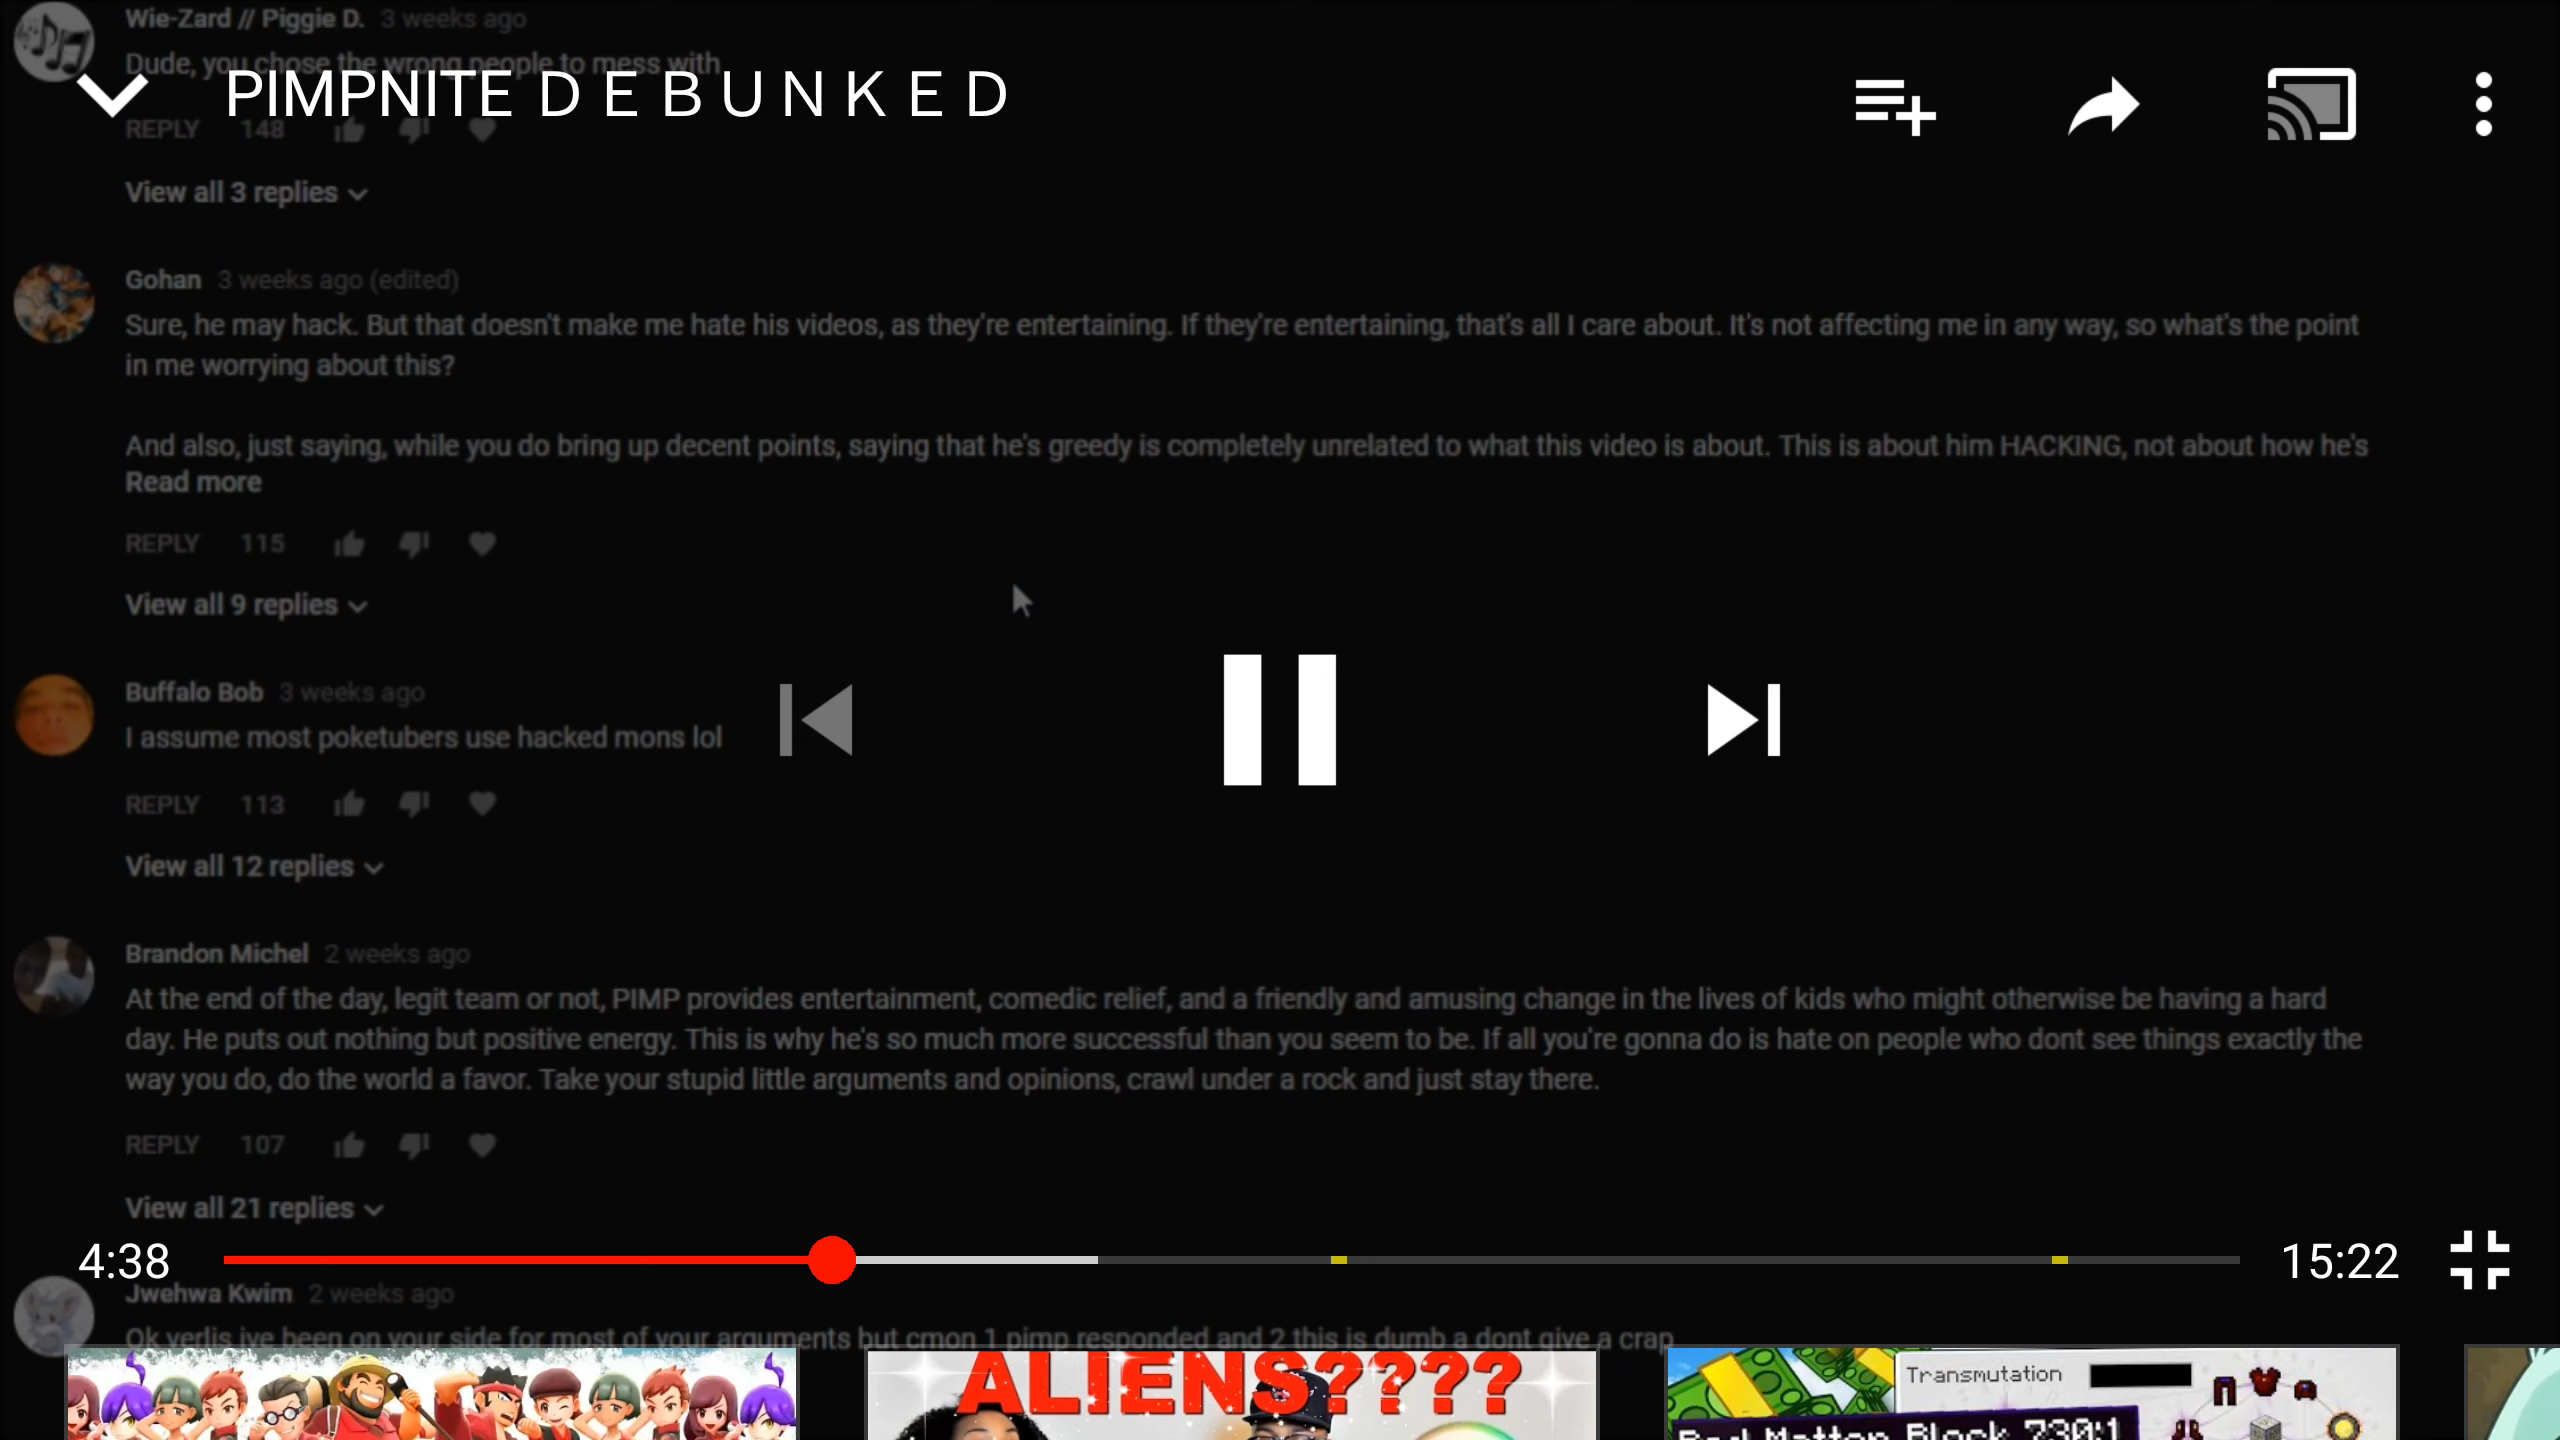 Wie-Zard // Piggie D. 3 weeks ago
Dude, you chose the wrong people to mess with
PIMPNITE D E B U N K E D
REPLY 148
View all 3 replies
Gohan 3 weeks ago (edited)
Sure, he may hack. But that doesn't make me hate his videos, as they're entertaining. If they're entertaining, that's all I care about. It's not affecting me in any way, so what's the point
in me worrying about this?
And also, just saying, while you do bring up decent points, saying that he's greedy is completely unrelated to what this video is about. This is about him HACKING, not about how he's
Read more
REPLY 115
View all 9 replies
Buffalo Bob 3 weeks ago
I assume most poketubers use hacked mons lol
REPLY 113
View all 12 replies
Brandon Michel 2 weeks ago
At the end of the day, legit team or not, PIMP provides entertainment, comedic relief, and a friendly and amusing change in the lives of kids who might otherwise be having a hard
day. He puts out nothing but positive energy. This is why he's so much more successful than you seem to be. If all you're gonna do is hate on people who dont see things exactly the
way you do, do the world a favor. Take your stupid little arguments and opinions, crawl under a rock and just stay there.
REPLY 107
View all 21 replies
4:38 15:22
Jwehwa Kwim 2 weeks ago
Ok verlis ive been on your side for most of your arguments but cmon 1 pimp responded and 2 this is dumb a dont give a crap
ALIENS????
Transmutation
Red Matter Block 730:1